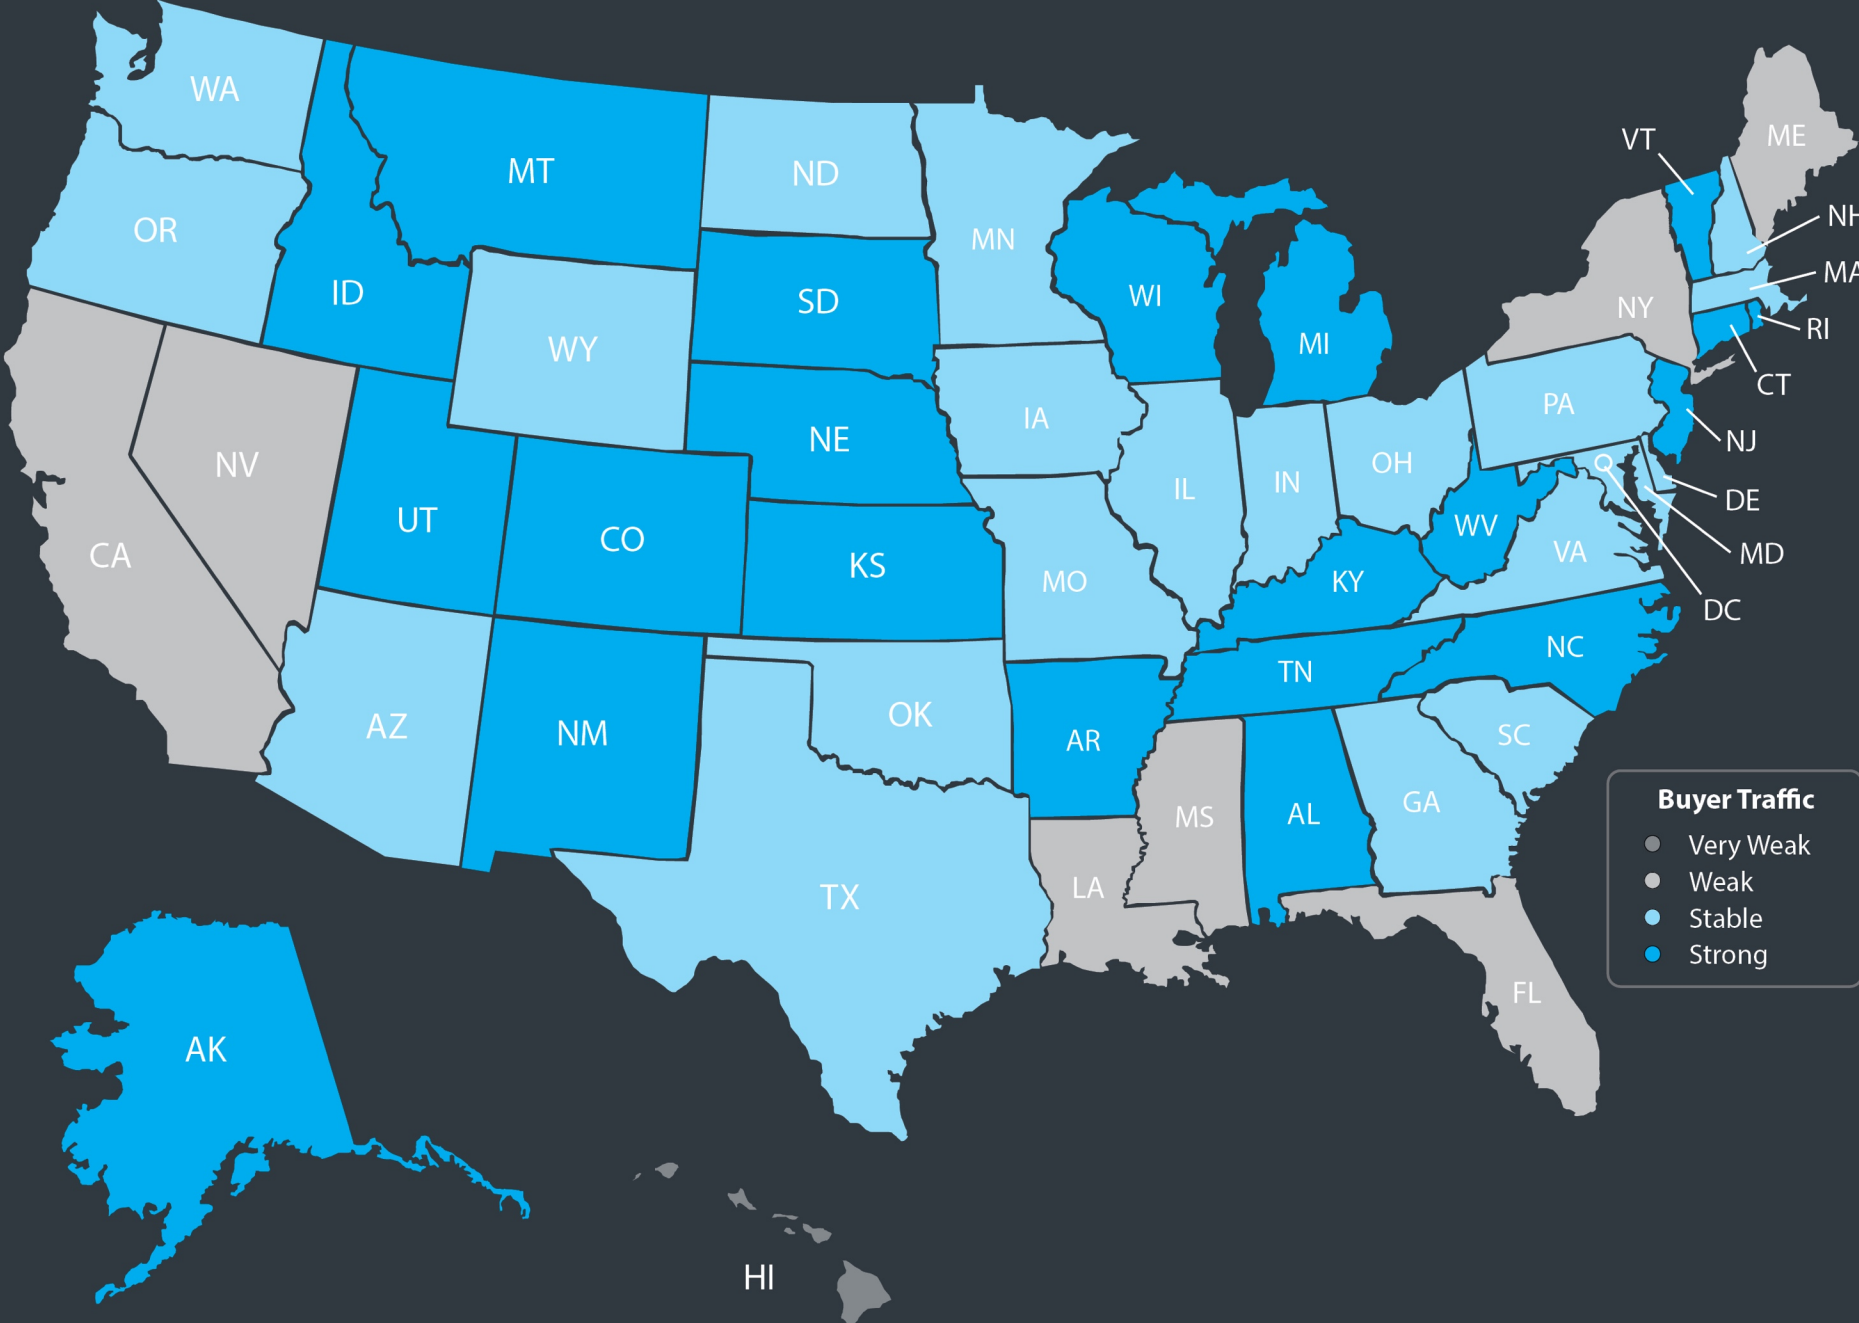 WA
MT
ND
MN
OR
ID
WY
SD
WI
MI
VT
ME
NH
MA
RI
CT
NY
PA
NJ
NV
UT
CO
NE
IA
IL
IN
OH
DE
MD
DC
CA
KS
MO
KY
WV
VA
AZ
NM
OK
AR
TN
NC
SC
MS
AL
GA
TX
LA
FL
AK
HI
Buyer Traffic
Very Weak
Weak
Stable
Strong